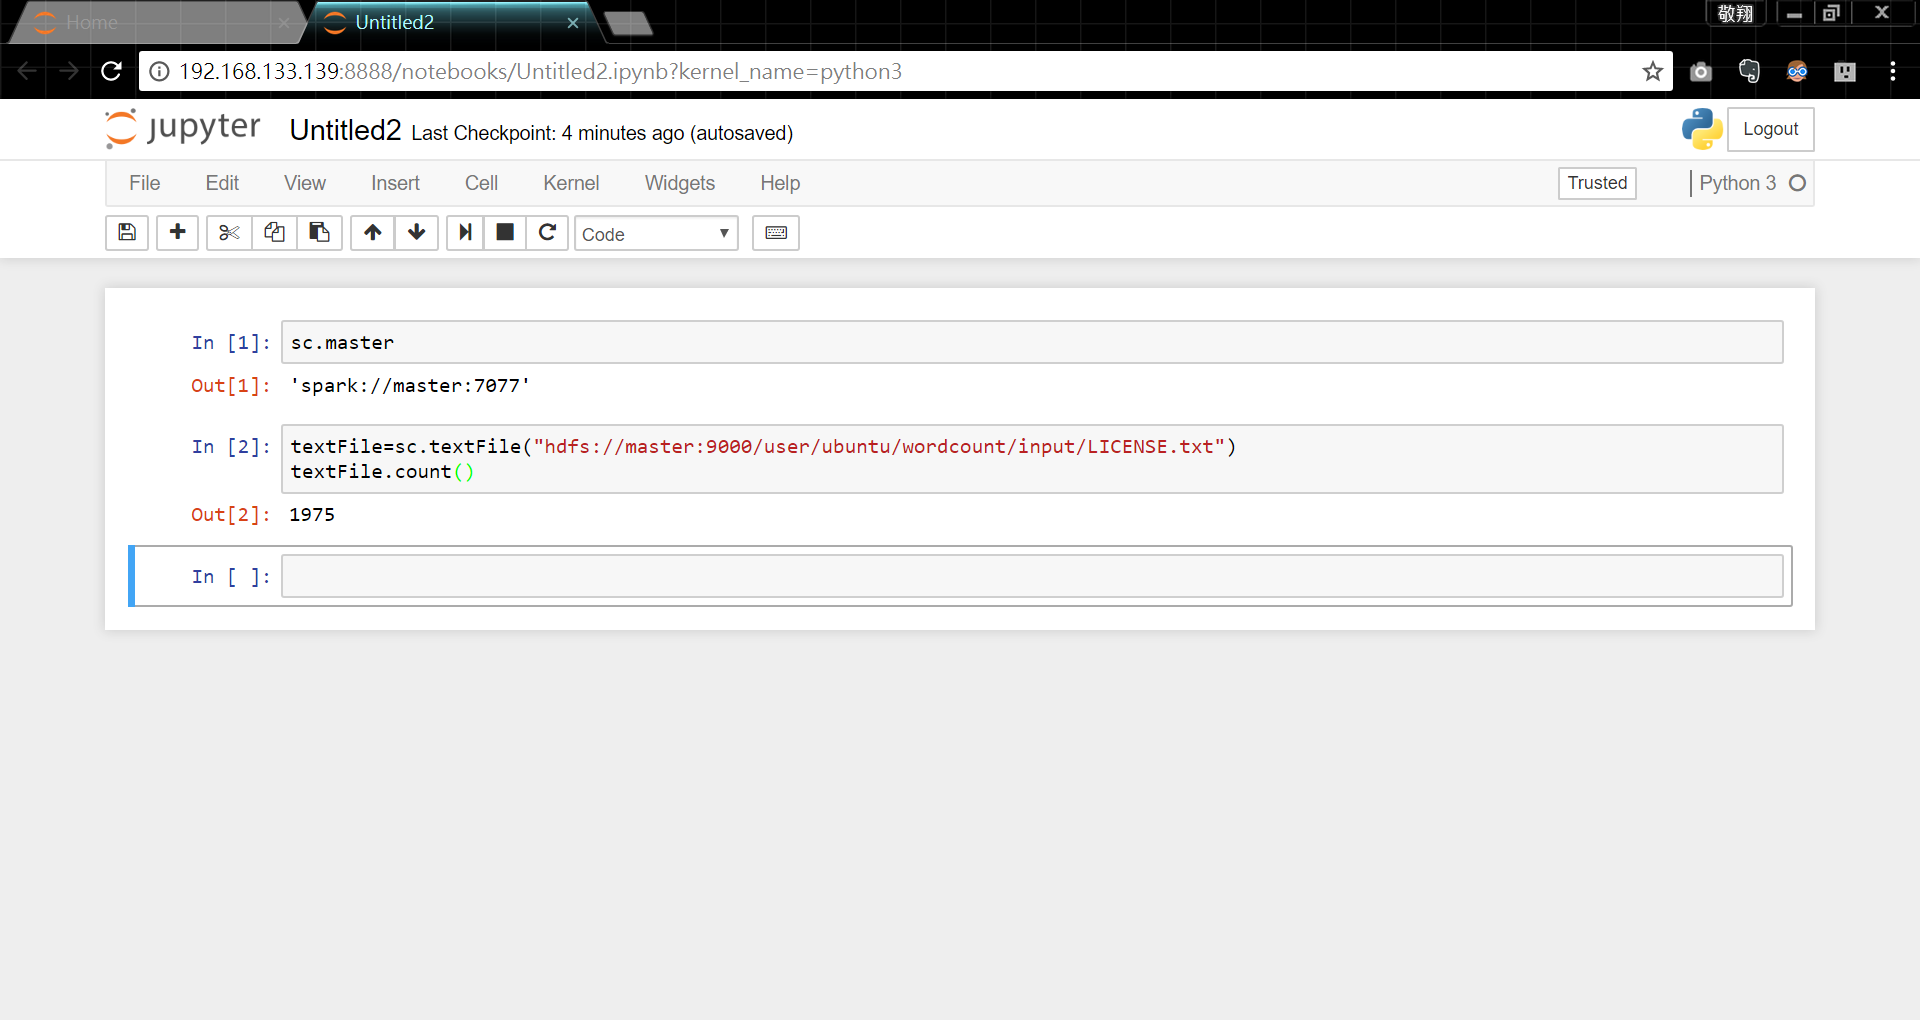 Home
Untitled2
敬翔
192.168.133.139:8888/notebooks/Untitled2.ipynb?kernel_name=python3
jupyter Untitled2 Last Checkpoint: 4 minutes ago (autosaved)
Logout
File Edit View Insert Cell Kernel Widgets Help
Trusted
Python 3
Code
In [1]: sc.master
Out[1]: 'spark://master:7077'
In [2]: textFile=sc.textFile("hdfs://master:9000/user/ubuntu/wordcount/input/LICENSE.txt")
textFile.count()
Out[2]: 1975
In [ ]: